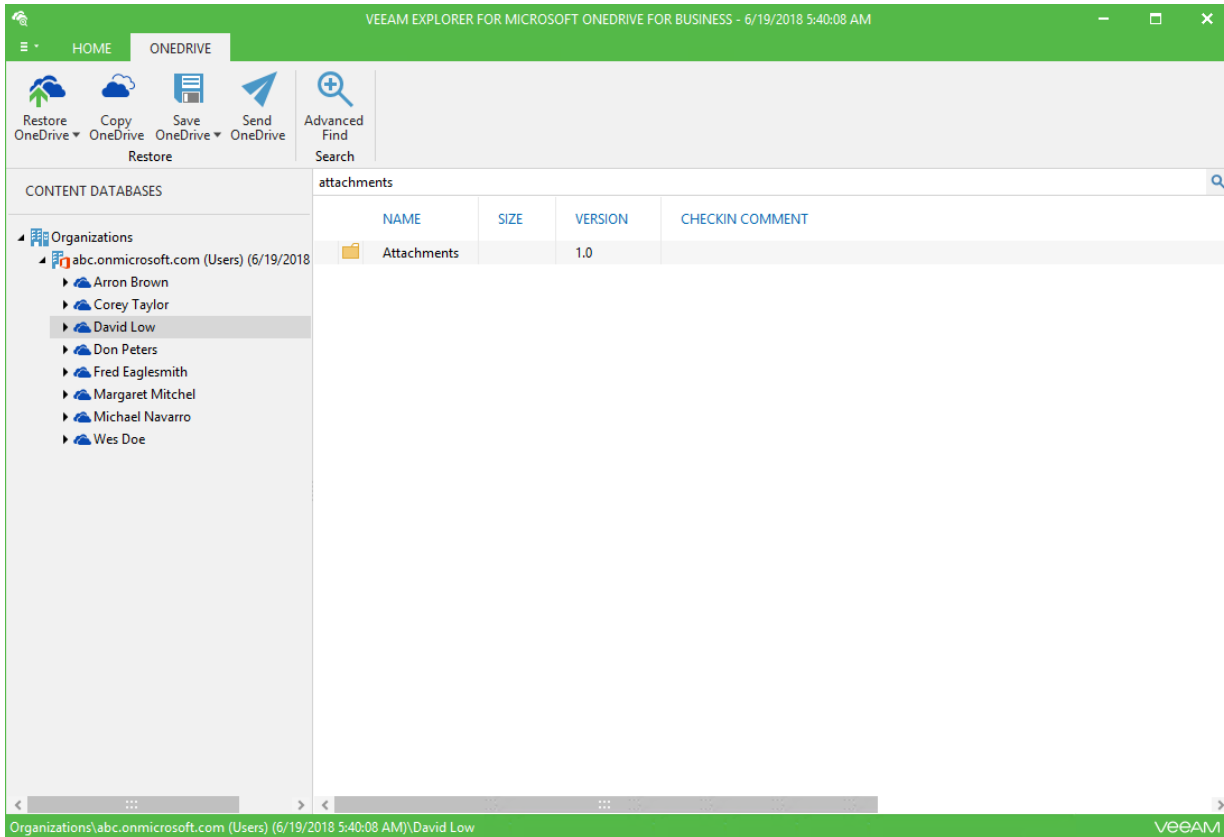 VEEAM EXPLORER FOR MICROSOFT ONEDRIVE FOR BUSINESS - 6/19/2018 5:40:08 AM
HOME ONEDRIVE
Restore OneDrive
Copy OneDrive
Save OneDrive
Send OneDrive
Advanced Find
Restore
Search
CONTENT DATABASES
attachments
NAME SIZE VERSION CHECKIN COMMENT
Attachments 1.0
Organizations
abc.onmicrosoft.com (Users) (6/19/2018
Arron Brown
Corey Taylor
David Low
Don Peters
Fred Eaglesmith
Margaret Mitchel
Michael Navarro
Wes Doe
Organizations\abc.onmicrosoft.com (Users) (6/19/2018 5:40:08 AM)\David Low
veeam